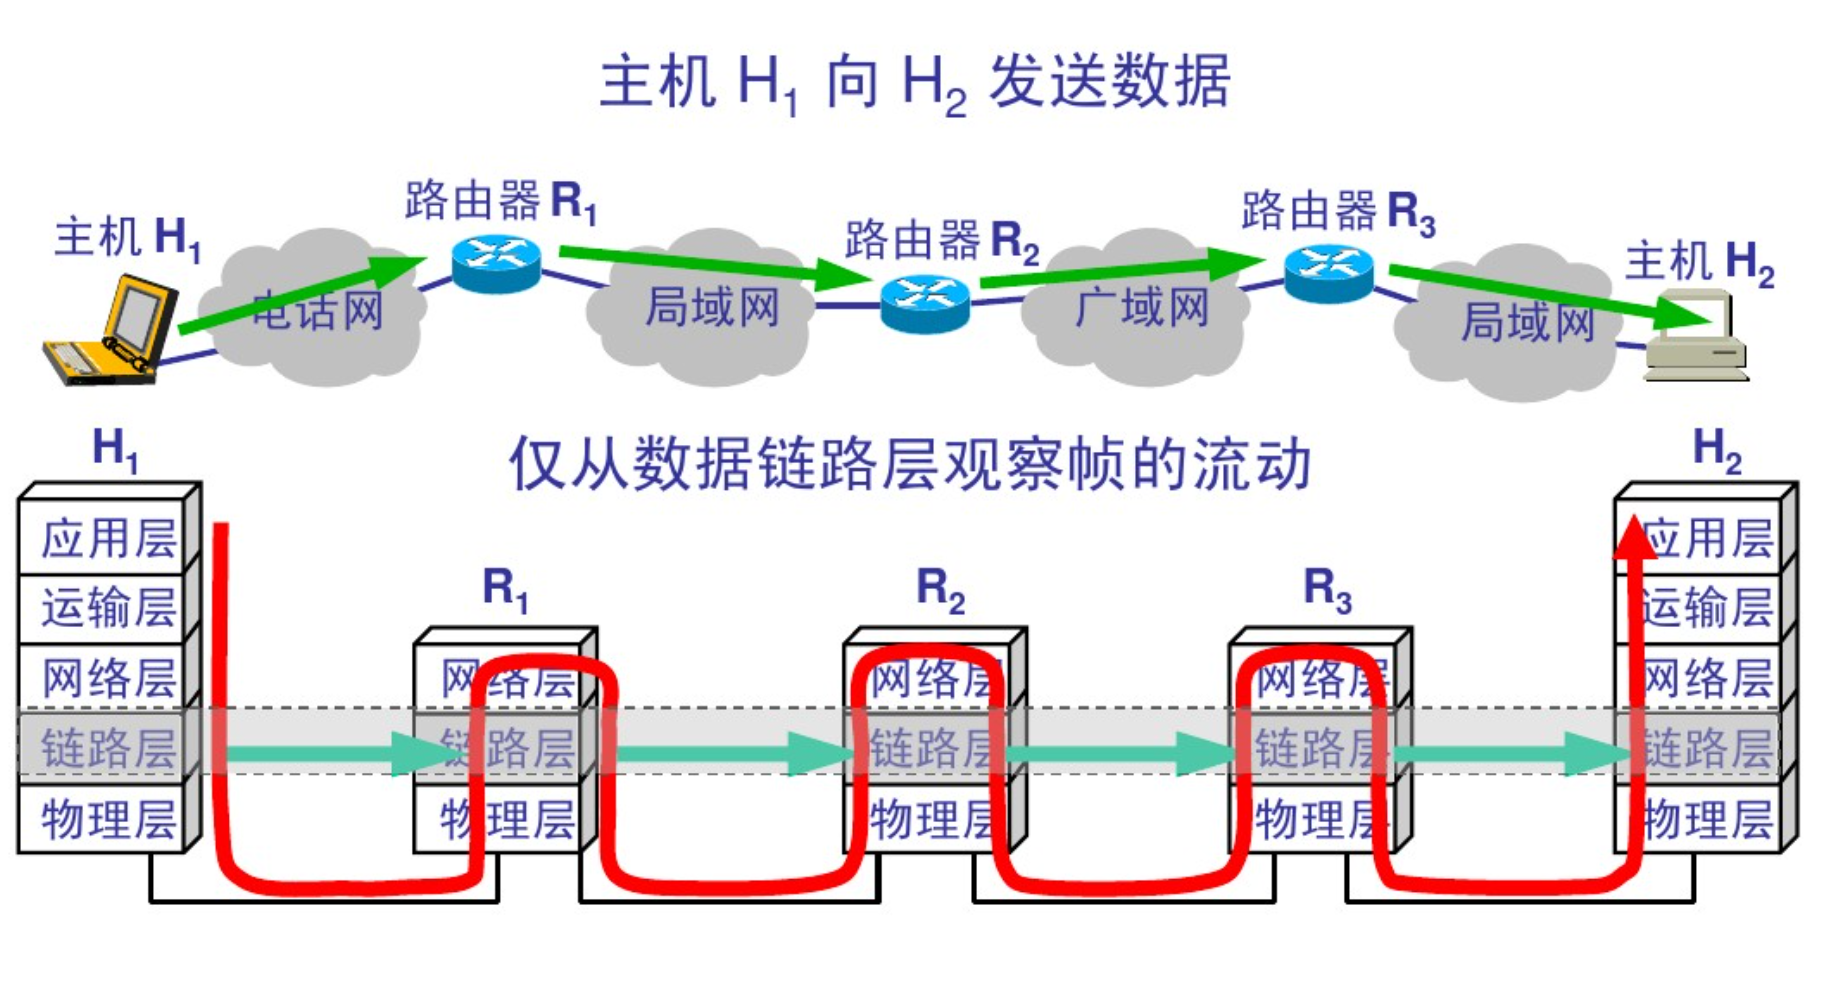 主机 H1 向 H2 发送数据
主机 H1
路由器 R1
路由器 R2
路由器 R3
主机 H2
电话网
局域网
广域网
局域网
仅从数据链路层观察帧的流动
H1
应用层
运输层
网络层
链路层
物理层
R1
网络层
链路层
物理层
R2
网络层
链路层
物理层
R3
网络层
链路层
物理层
H2
应用层
运输层
网络层
链路层
物理层